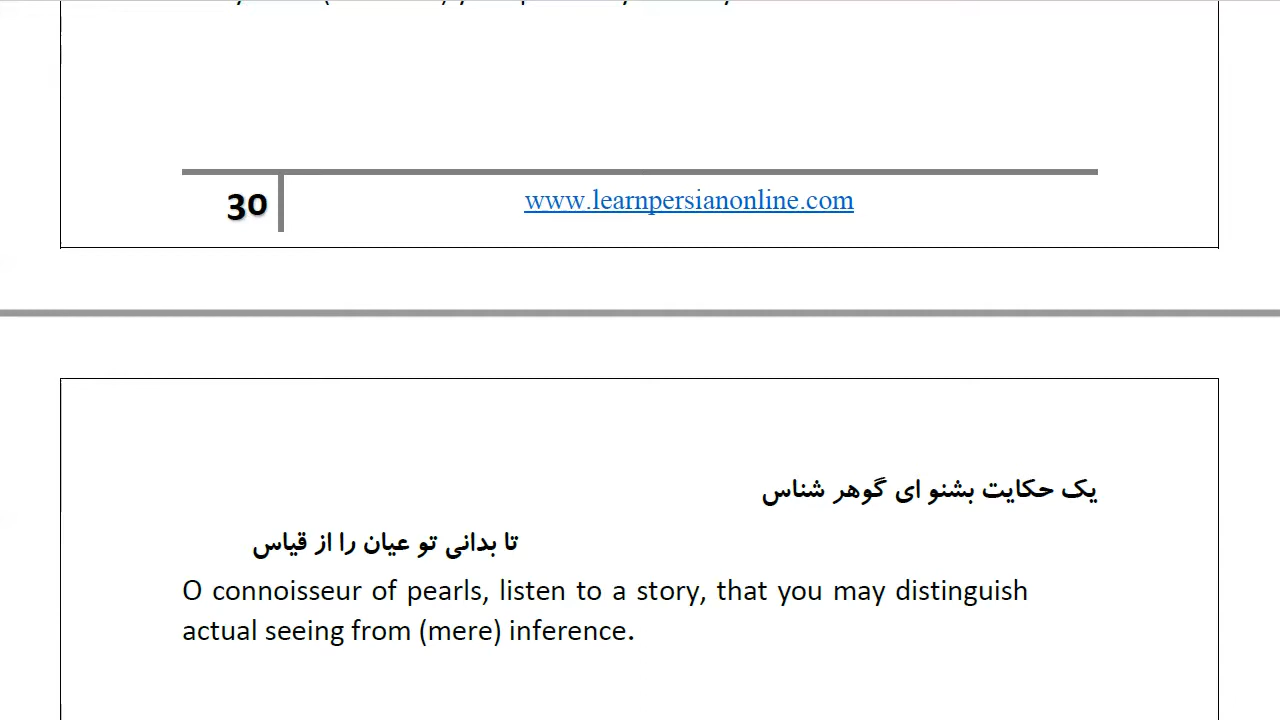 30
www.learnpersianonline.com
یک حکایت بشنو ای گوهر شناس
تا بدانی تو عیان را از قیاس
O connoisseur of pearls, listen to a story, that you may distinguish
actual seeing from (mere) inference.